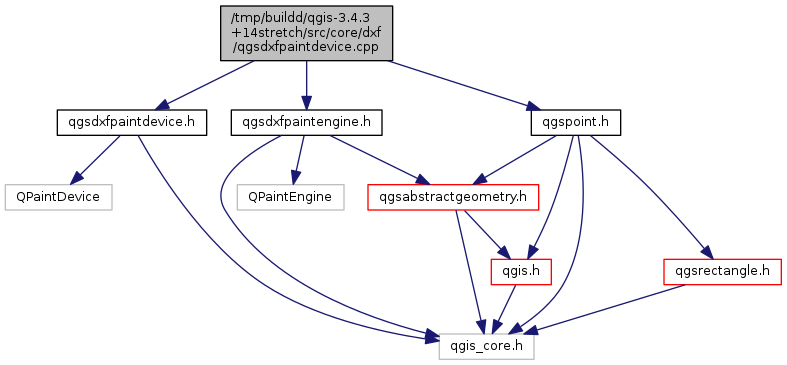 /tmp/buildd/qgis-3.4.3
+14stretch/src/core/dxf
/qgsdxfpaintdevice.cpp
qgsdxfpaintdevice.h
qgsdxfpaintengine.h
qgspoint.h
QPaintDevice
QPaintEngine
qgsabstractgeometry.h
qgis.h
qgsrectangle.h
qgis_core.h